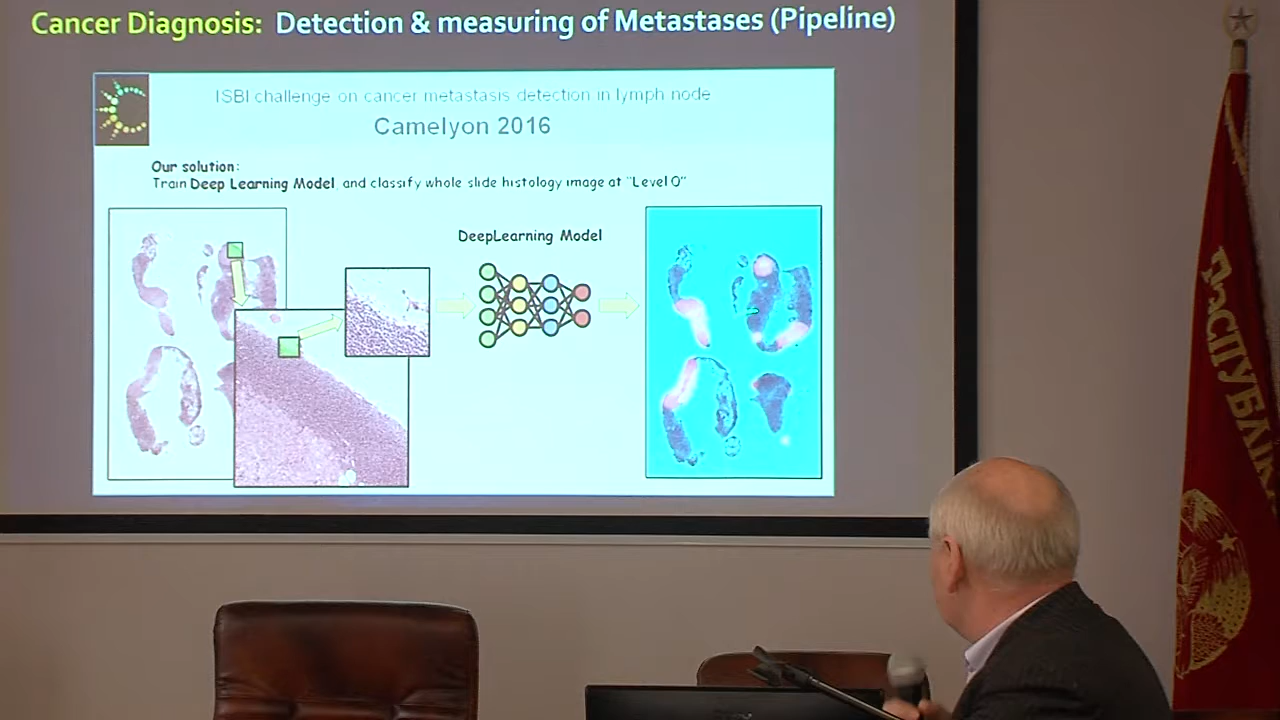 Cancer Diagnosis: Detection & measuring of Metastases (Pipeline)
ISBI challenge on cancer metastasis detection in lymph node
Camelyon 2016
Our solution:
Train Deep Learning Model, and classify whole slide histology image at "Level 0"
DeepLearning Model